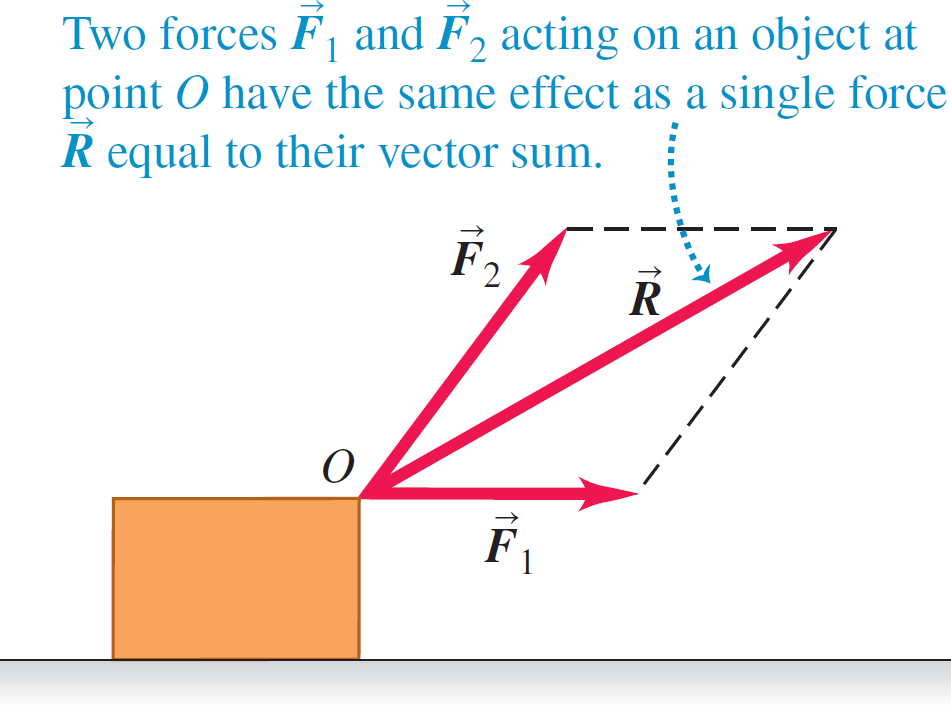 Two forces F⃗₁ and F⃗₂ acting on an object at
point O have the same effect as a single force
R⃗ equal to their vector sum.
F⃗₂
R⃗
O
F⃗₁